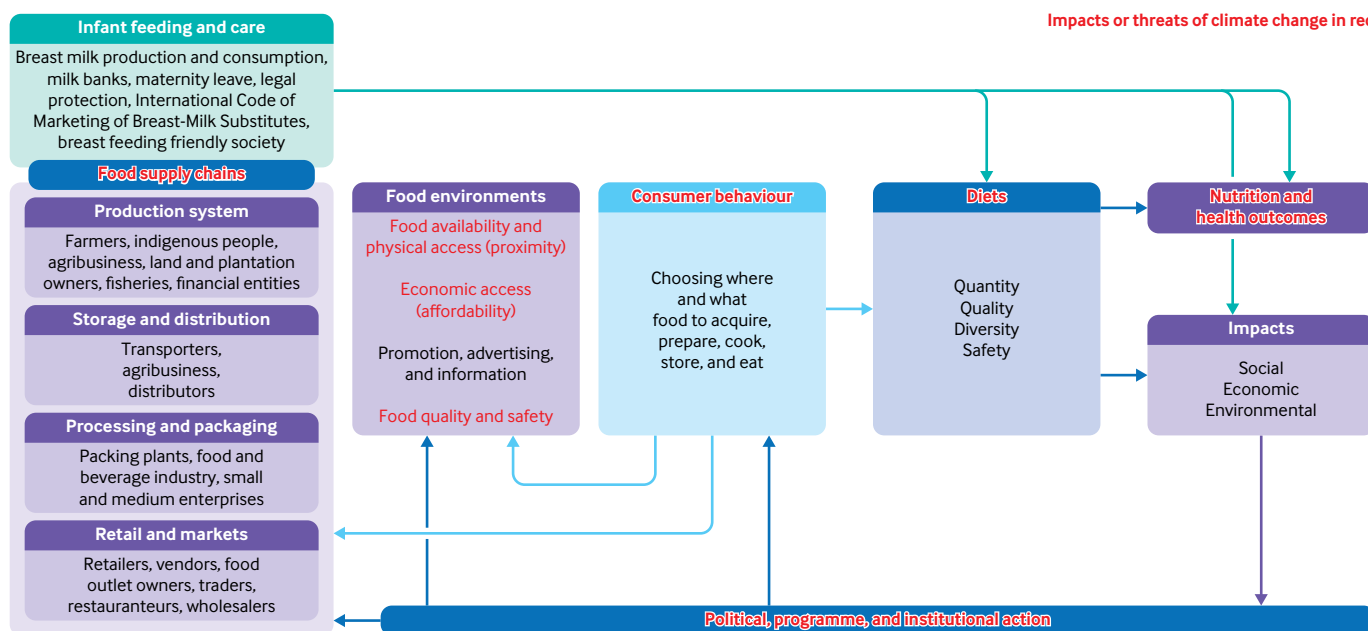 Impacts or threats of climate change in red
Infant feeding and care
Breast milk production and consumption,
milk banks, maternity leave, legal
protection, International Code of
Marketing of Breast-Milk Substitutes,
breast feeding friendly society
Food supply chains
Production system
Farmers, indigenous people,
agribusiness, land and plantation
owners, fisheries, financial entities
Storage and distribution
Transporters,
agribusiness,
distributors
Processing and packaging
Packing plants, food and
beverage industry, small
and medium enterprises
Retail and markets
Retailers, vendors, food
outlet owners, traders,
restauranteurs, wholesalers
Food environments
Food availability and
physical access (proximity)
Economic access
(affordability)
Promotion, advertising,
and information
Food quality and safety
Consumer behaviour
Choosing where
and what
food to acquire,
prepare, cook,
store, and eat
Diets
Quantity
Quality
Diversity
Safety
Nutrition and
health outcomes
Impacts
Social
Economic
Environmental
Political, programme, and institutional action